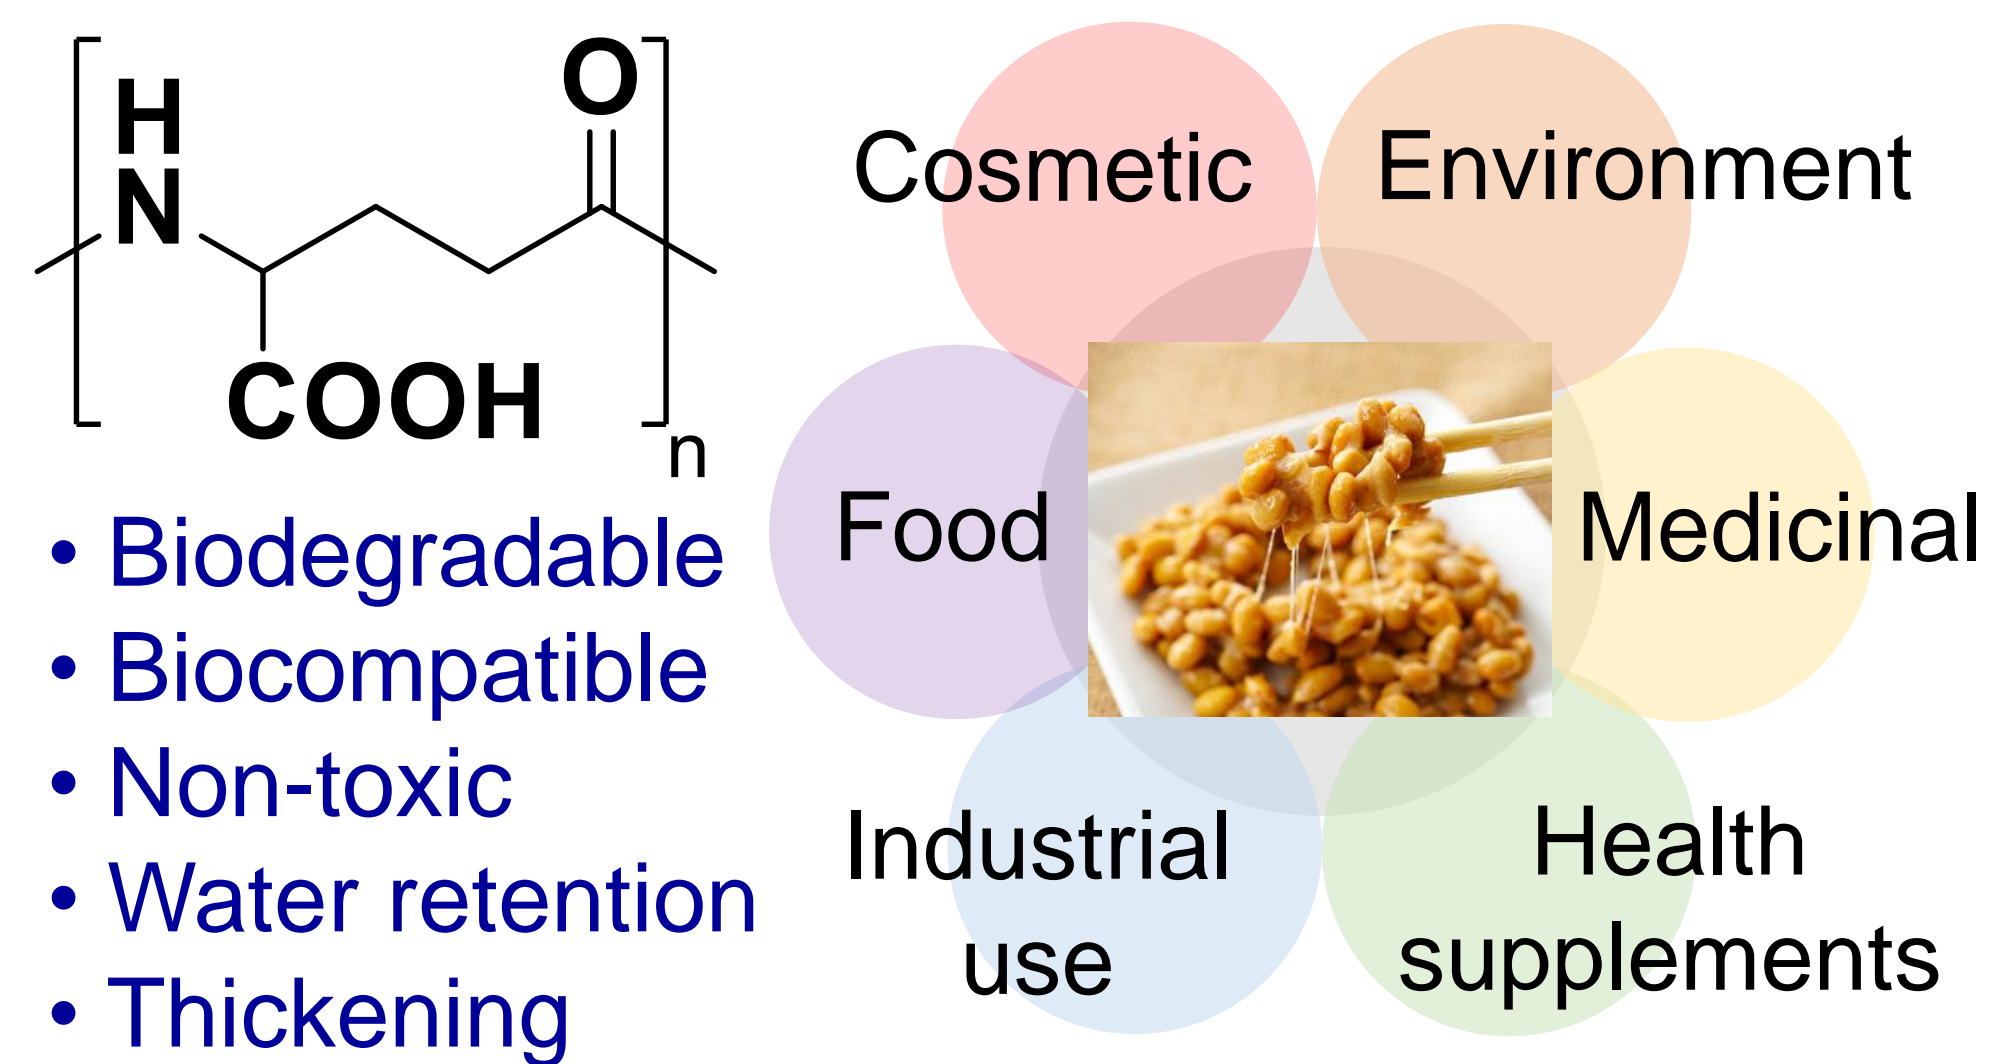 H
N
O
COOH
n
• Biodegradable
• Biocompatible
• Non-toxic
• Water retention
• Thickening
Cosmetic
Environment
Food
Medicinal
Industrial
use
Health
supplements